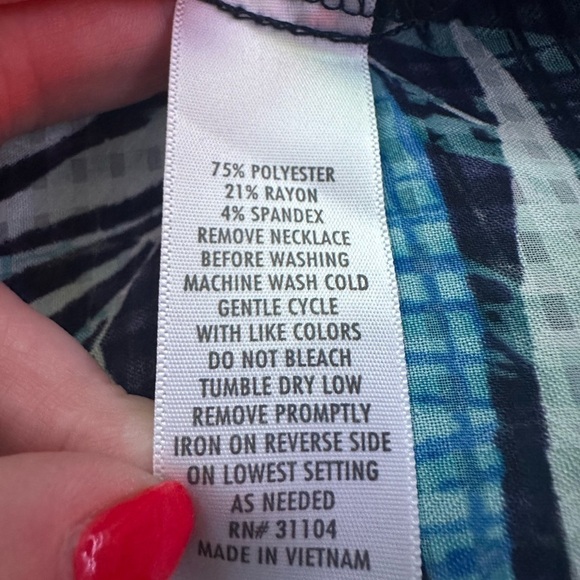 75% POLYESTER
21% RAYON
4% SPANDEX
REMOVE NECKLACE
BEFORE WASHING
MACHINE WASH COLD
GENTLE CYCLE
WITH LIKE COLORS
DO NOT BLEACH
TUMBLE DRY LOW
REMOVE PROMPTLY
IRON ON REVERSE SIDE
ON LOWEST SETTING
AS NEEDED
RN# 31104
MADE IN VIETNAM